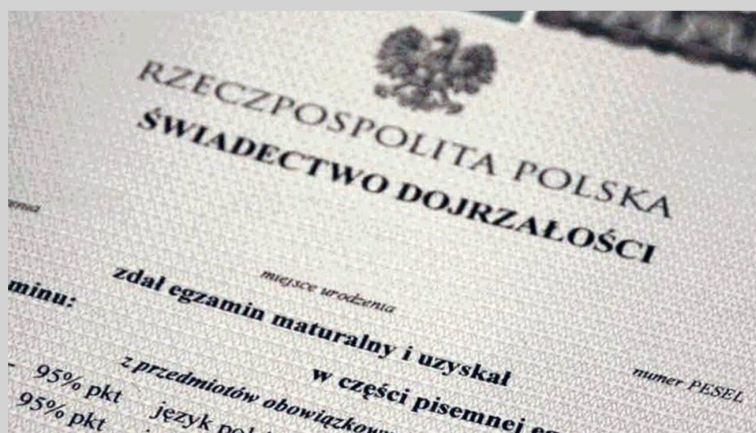 RZECZPOSPOLITA POLSKA
ŚWIADECTWO DOJRZAŁOŚCI
miejsce urodzenia
zdał egzamin maturalny i uzyskał
numer PESEL
minu:
w części pisemnej
z przedmiotów
95% pkt język
95% pkt